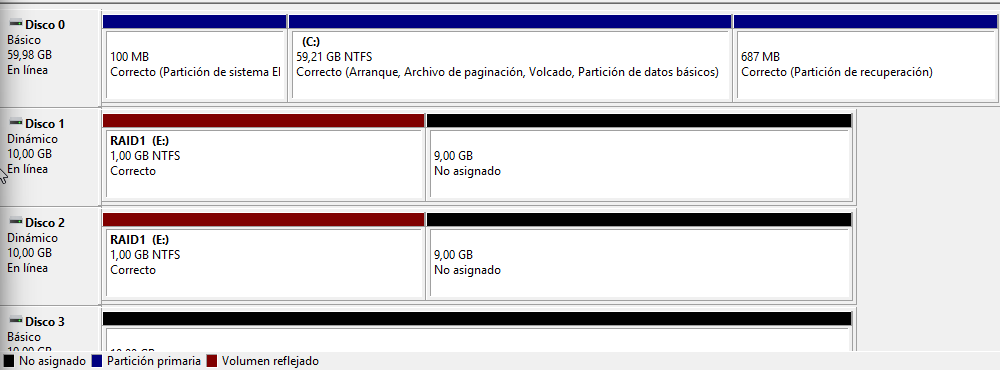 Disco 0
Básico
59,98 GB
En línea
100 MB
Correcto (Partición de sistema EI
(C:)
59,21 GB NTFS
Correcto (Arranque, Archivo de paginación, Volcado, Partición de datos básicos)
687 MB
Correcto (Partición de recuperación)
Disco 1
Dinámico
10,00 GB
En línea
RAID1 (E:)
1,00 GB NTFS
Correcto
9,00 GB
No asignado
Disco 2
Dinámico
10,00 GB
En línea
RAID1 (E:)
1,00 GB NTFS
Correcto
9,00 GB
No asignado
Disco 3
Básico
10,00 GB
No asignado
Partición primaria
Volumen reflejado